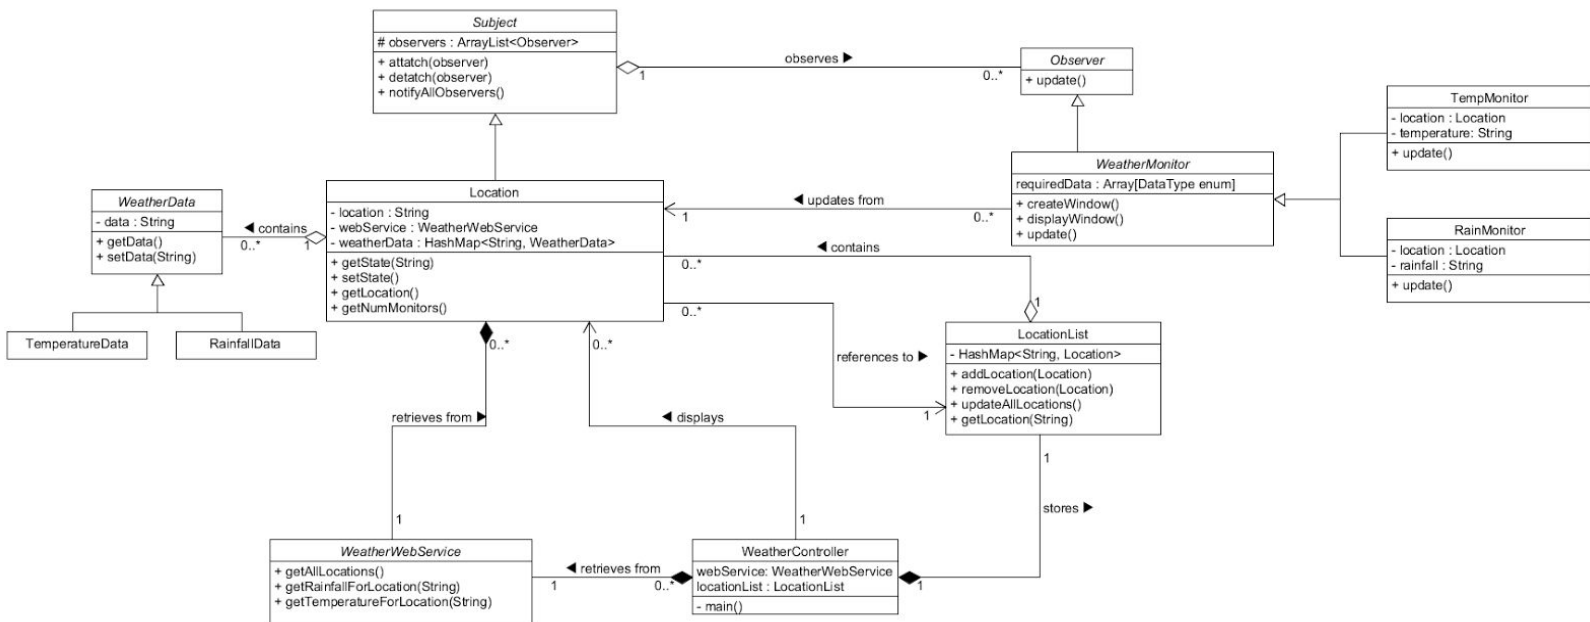 Subject
# observers : ArrayList<Observer>
+ attatch(observer)
+ detatch(observer)
+ notifyAllObservers()
observes ▶
1
0..*
Observer
+ update()
TempMonitor
- location : Location
- temperature: String
+ update()
WeatherMonitor
requiredData : Array[DataType enum]
+ createWindow()
+ displayWindow()
+ update()
RainMonitor
- location : Location
- rainfall : String
+ update()
WeatherData
- data : String
+ getData()
+ setData(String)
◀ contains
0..*
1
Location
- location : String
- webService : WeatherWebService
- weatherData : HashMap<String, WeatherData>
+ getState(String)
+ setState()
+ getLocation()
+ getNumMonitors()
◀ updates from
1
0..*
◀ contains
0..*
1
0..*
references to ▶
1
TemperatureData
RainfallData
LocationList
- HashMap<String, Location>
+ addLocation(Location)
+ removeLocation(Location)
+ updateAllLocations()
+ getLocation(String)
0..*
retrieves from ▶
1
0..*
◀ displays
1
1
stores ▶
1
WeatherWebService
+ getAllLocations()
+ getRainfallForLocation(String)
+ getTemperatureForLocation(String)
◀ retrieves from
1
0..*
WeatherController
webService: WeatherWebService
locationList : LocationList
- main()